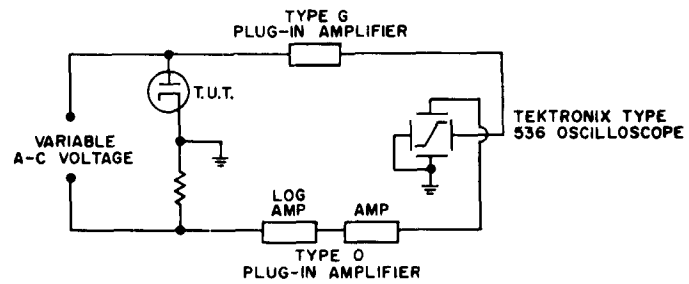 TYPE G
PLUG-IN AMPLIFIER
T.U.T.
TEKTRONIX TYPE
536 OSCILLOSCOPE
VARIABLE
A-C VOLTAGE
LOG
AMP
AMP
TYPE O
PLUG-IN AMPLIFIER